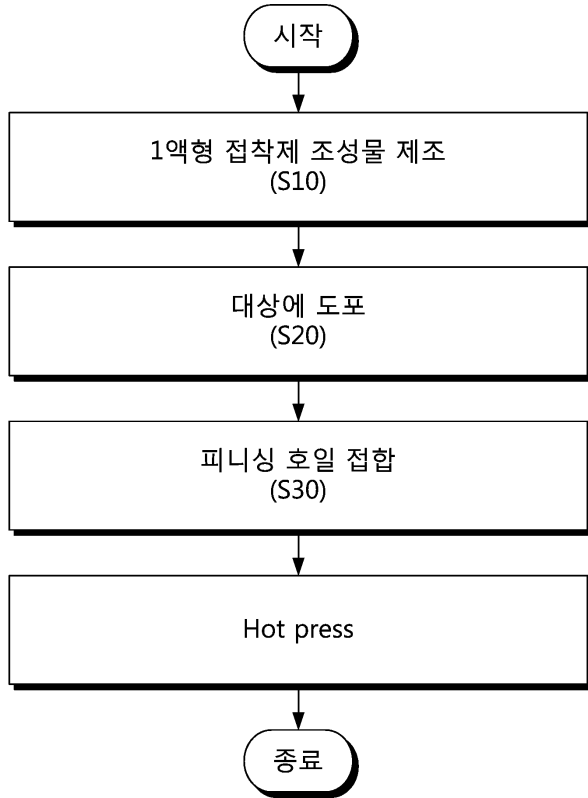 시작
1액형 접착제 조성물 제조
(S10)
대상에 도포
(S20)
피니싱 호일 접합
(S30)
Hot press
종료